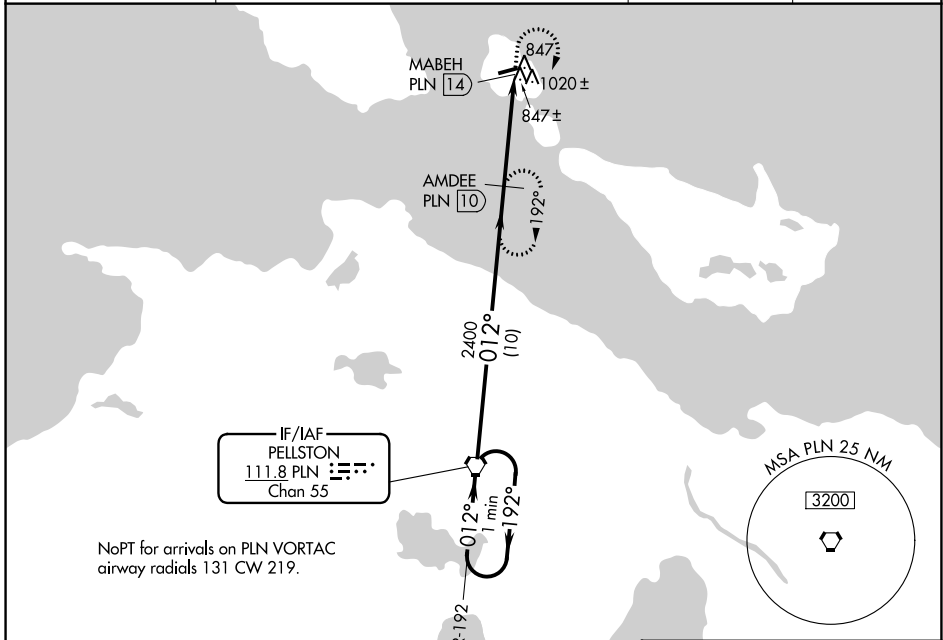 847
MABEH
PLN 14
1020 ±
847 ±
AMDEE
PLN 10
192°
2400
012°
(10)
IF/IAF
PELLSTON
111.8 PLN
Chan 55
012°
1 min
192°
MSA PLN 25 NM
3200
NoPT for arrivals on PLN VORTAC
airway radials 131 CW 219.
-192